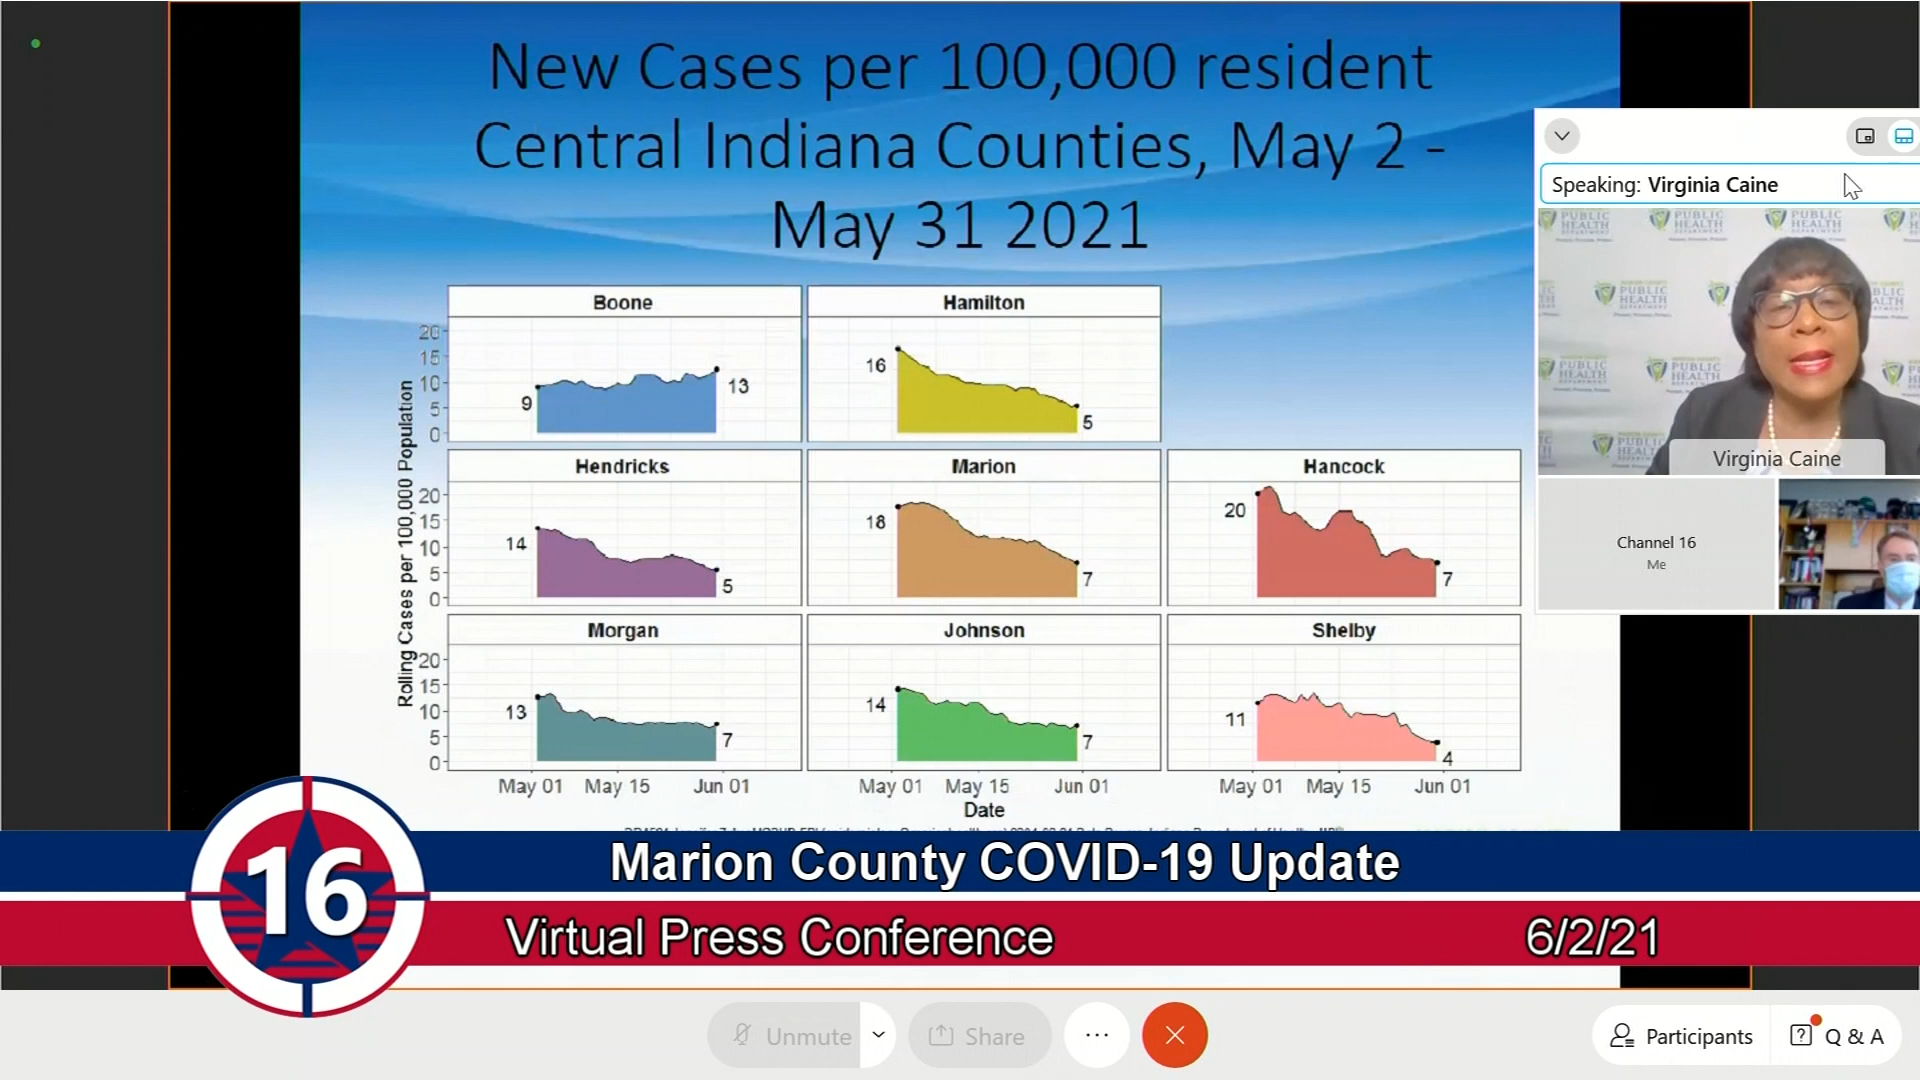 New Cases per 100,000 resident
Central Indiana Counties, May 2 -
May 31 2021
Speaking: Virginia Caine
PUBLIC HEALTH
Virginia Caine
Channel 16
Me
Rolling Cases per 100,000 Population
Boone
20
15
10
5
0
9
13
Hamilton
16
5
Hendricks
20
15
10
5
0
14
5
Marion
18
7
Hancock
20
7
Morgan
20
15
10
5
0
13
7
Johnson
14
7
Shelby
11
4
May 01 May 15 Jun 01
May 01 May 15 Jun 01
May 01 May 15 Jun 01
Date
16
Marion County COVID-19 Update
Virtual Press Conference 6/2/21
Unmute
Share
Participants
Q & A